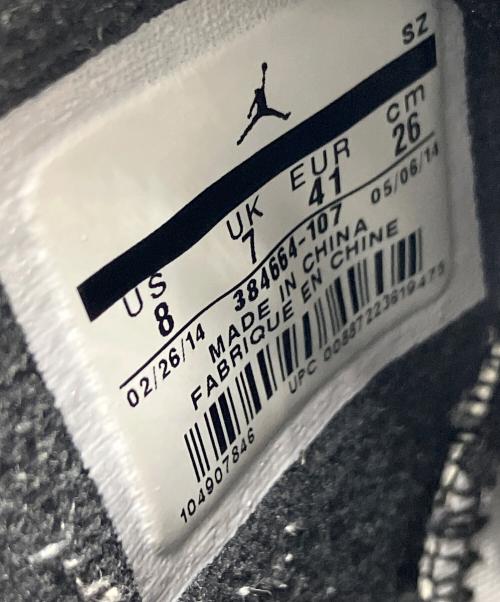 SZ
US UK EUR cm
8 7 41 26
02/26/14 384664-107 05/06/14
MADE IN CHINA
FABRIQUE EN CHINE
104907846 UPC 00887223619475